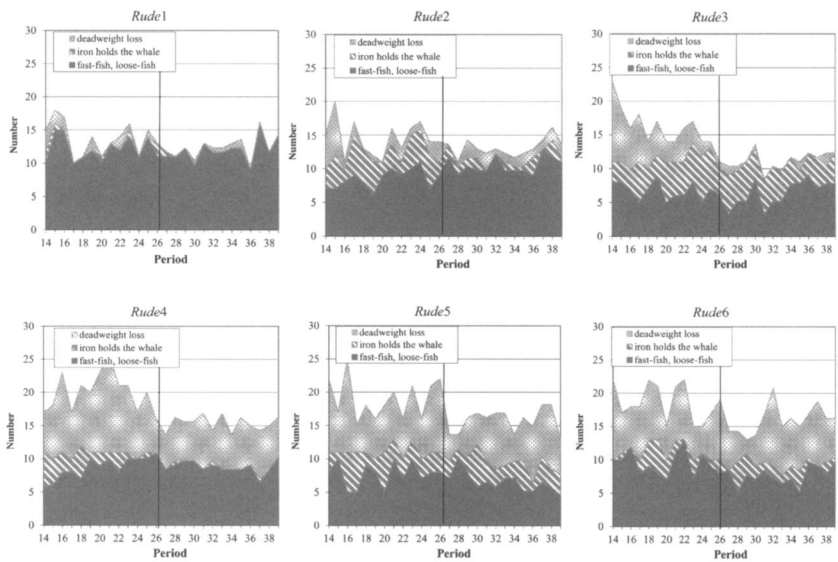 Rude1
30
25
20
15
10
5
0
Number
deadweight loss
iron holds the whale
fast-fish, loose-fish
14 16 18 20 22 24 26 28 30 32 34 36 38
Period
Rude2
30
25
20
15
10
5
0
Number
deadweight loss
iron holds the whale
fast-fish, loose-fish
14 16 18 20 22 24 26 28 30 32 34 36 38
Period
Rude3
30
25
20
15
10
5
0
Number
deadweight loss
iron holds the whale
fast-fish, loose-fish
14 16 18 20 22 24 26 28 30 32 34 36 38
Period
Rude4
30
25
20
15
10
5
0
Number
deadweight loss
iron holds the whale
fast-fish, loose-fish
14 16 18 20 22 24 26 28 30 32 34 36 38
Period
Rude5
30
25
20
15
10
5
0
Number
deadweight loss
iron holds the whale
fast-fish, loose-fish
14 16 18 20 22 24 26 28 30 32 34 36 38
Period
Rude6
30
25
20
15
10
5
0
Number
deadweight loss
iron holds the whale
fast-fish, loose-fish
14 16 18 20 22 24 26 28 30 32 34 36 38
Period